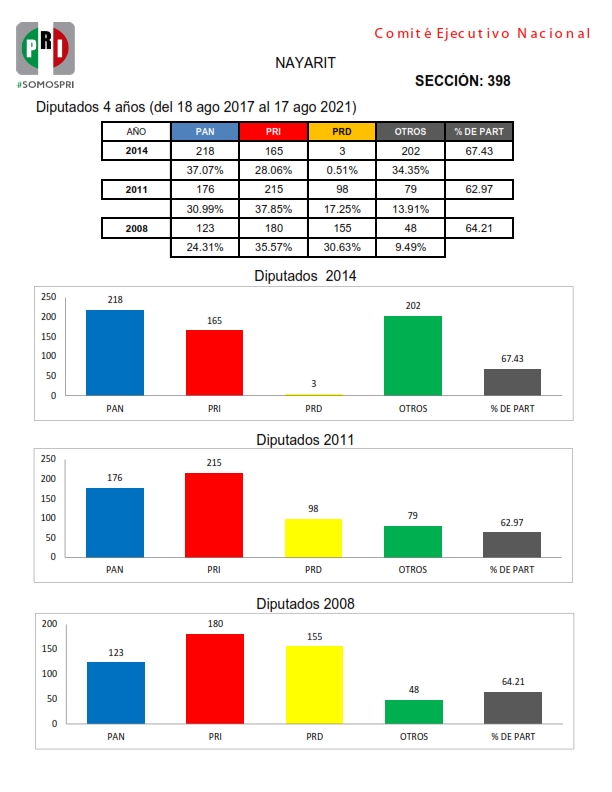 Comité Ejecutivo Nacional
PRI
#SOMOSPRI
NAYARIT
SECCIÓN: 398
Diputados 4 años (del 18 ago 2017 al 17 ago 2021)
AÑO PAN PRI PRD OTROS % DE PART
2014 218 165 3 202 67.43
37.07% 28.06% 0.51% 34.35%
2011 176 215 98 79 62.97
30.99% 37.85% 17.25% 13.91%
2008 123 180 155 48 64.21
24.31% 35.57% 30.63% 9.49%
Diputados 2014
250
200
150
100
50
0
218
165
3
202
67.43
PAN PRI PRD OTROS % DE PART
Diputados 2011
250
200
150
100
50
0
176
215
98
79
62.97
PAN PRI PRD OTROS % DE PART
Diputados 2008
200
150
100
50
0
123
180
155
48
64.21
PAN PRI PRD OTROS % DE PART